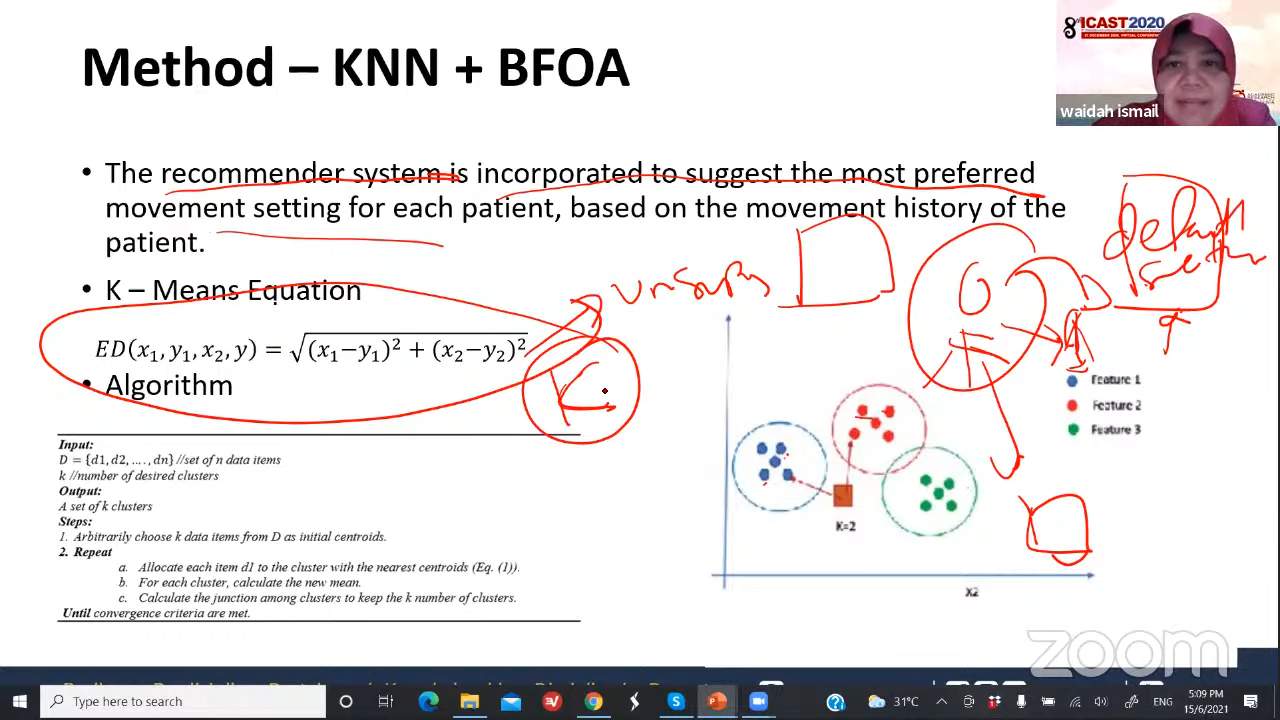 Method – KNN + BFOA
8th ICAST2020
waidah ismail
• The recommender system is incorporated to suggest the most preferred
movement setting for each patient, based on the movement history of the
patient.
• K – Means Equation
ED(x₁, y₁, x₂, y) = √(x₁−y₁)² + (x₂−y₂)²
• Algorithm
K
Input:
D = {d1, d2, ...., dn} //set of n data items
k //number of desired clusters
Output:
A set of k clusters
Steps:
1. Arbitrarily choose k data items from D as initial centroids.
2. Repeat
a. Allocate each item d1 to the cluster with the nearest centroids (Eq. (1)).
b. For each cluster, calculate the new mean.
c. Calculate the junction among clusters to keep the k number of clusters.
Until convergence criteria are met.
Feature 1
Feature 2
Feature 3
K=2
X2
zoom
Type here to search
31°C
ENG
5:09 PM
15/6/2021